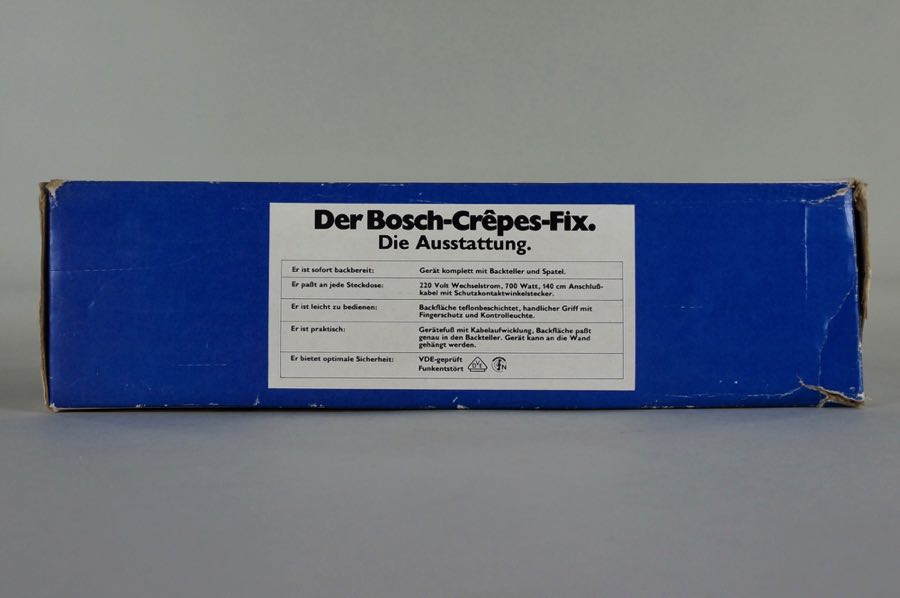 Der Bosch-Crêpes-Fix.
Die Ausstattung.
Er ist sofort backbereit: Gerät komplett mit Backteller und Spatel.
Er paßt an jede Steckdose: 220 Volt Wechselstrom, 700 Watt, 140 cm Anschluß-
kabel mit Schutzkontaktwinkelstecker.
Er ist leicht zu bedienen: Backfläche teflonbeschichtet, handlicher Griff mit
Fingerschutz und Kontrolleuchte.
Er ist praktisch: Gerätefuß mit Kabelaufwicklung, Backfläche paßt
genau in den Backteller. Gerät kann an die Wand
gehängt werden.
Er bietet optimale Sicherheit: VDE-geprüft
Funkentstört